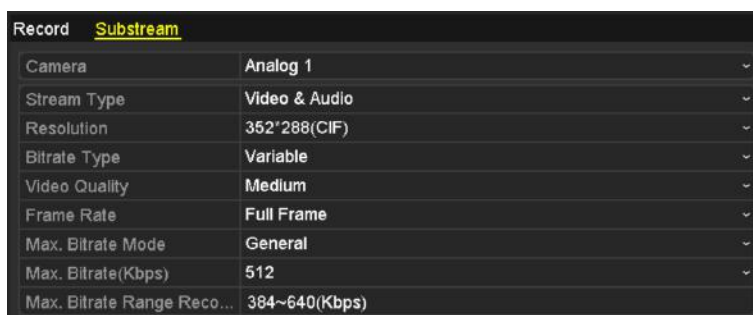 Record Substream
Camera Analog 1
Stream Type Video & Audio
Resolution 352*288(CIF)
Bitrate Type Variable
Video Quality Medium
Frame Rate Full Frame
Max. Bitrate Mode General
Max. Bitrate(Kbps) 512
Max. Bitrate Range Reco... 384~640(Kbps)